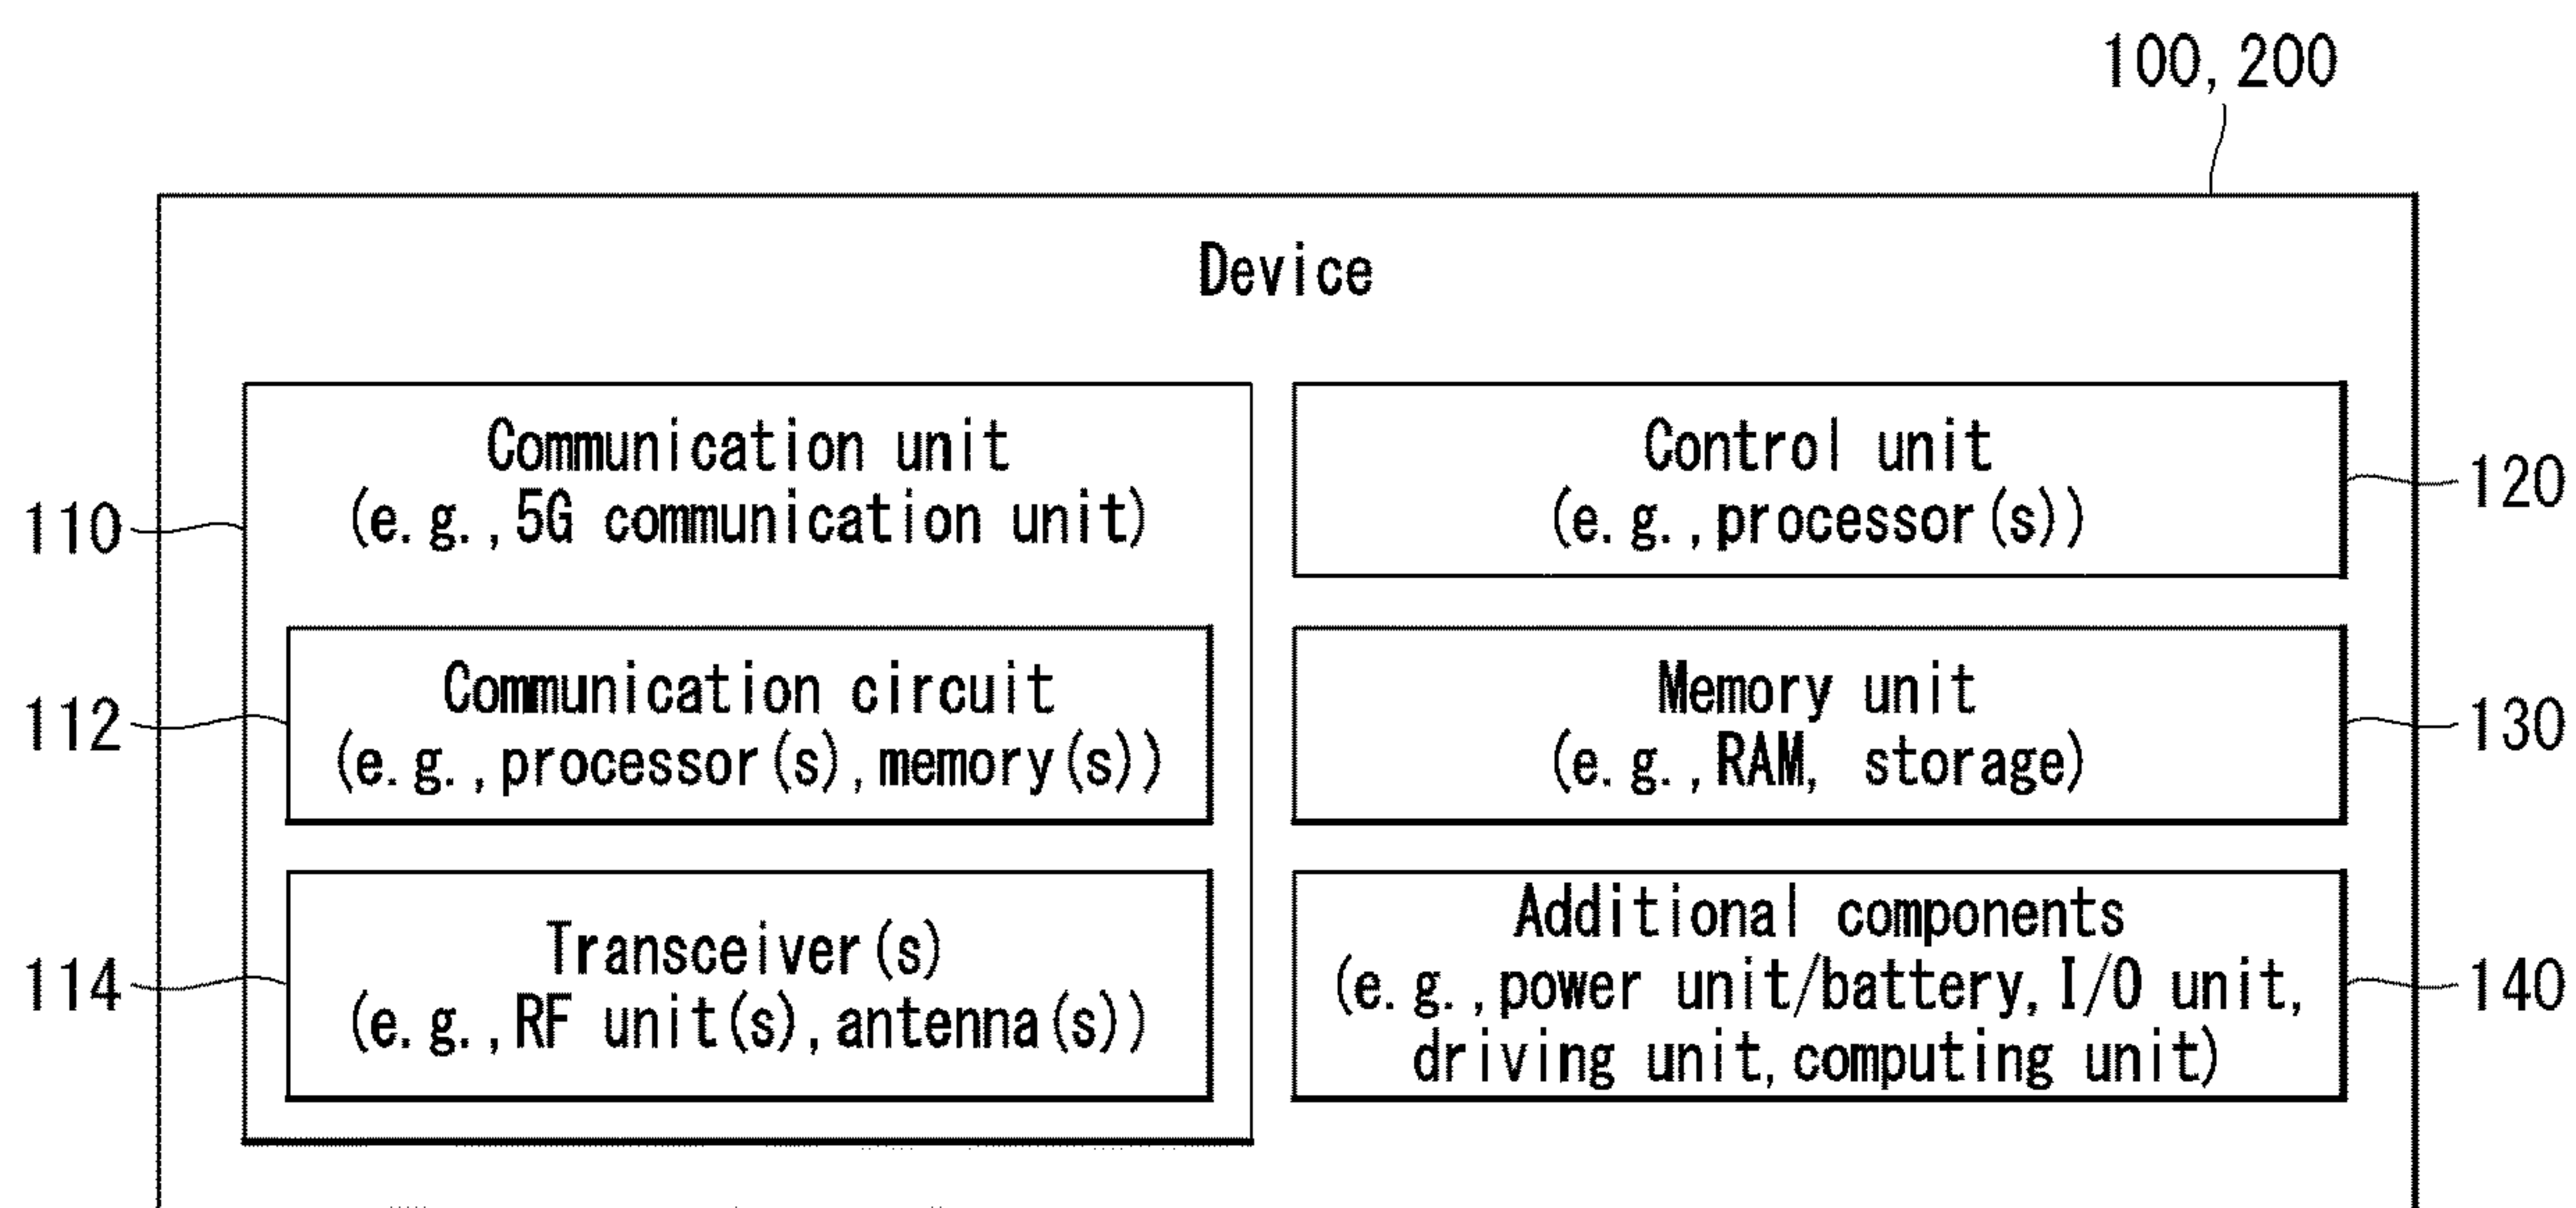 100, 200
Device
110
Communication unit
(e.g., 5G communication unit)
112
Communication circuit
(e.g., processor(s), memory(s))
114
Transceiver(s)
(e.g., RF unit(s), antenna(s))
Control unit
(e.g., processor(s))
120
Memory unit
(e.g., RAM, storage)
130
Additional components
(e.g., power unit/battery, I/O unit,
driving unit, computing unit)
140